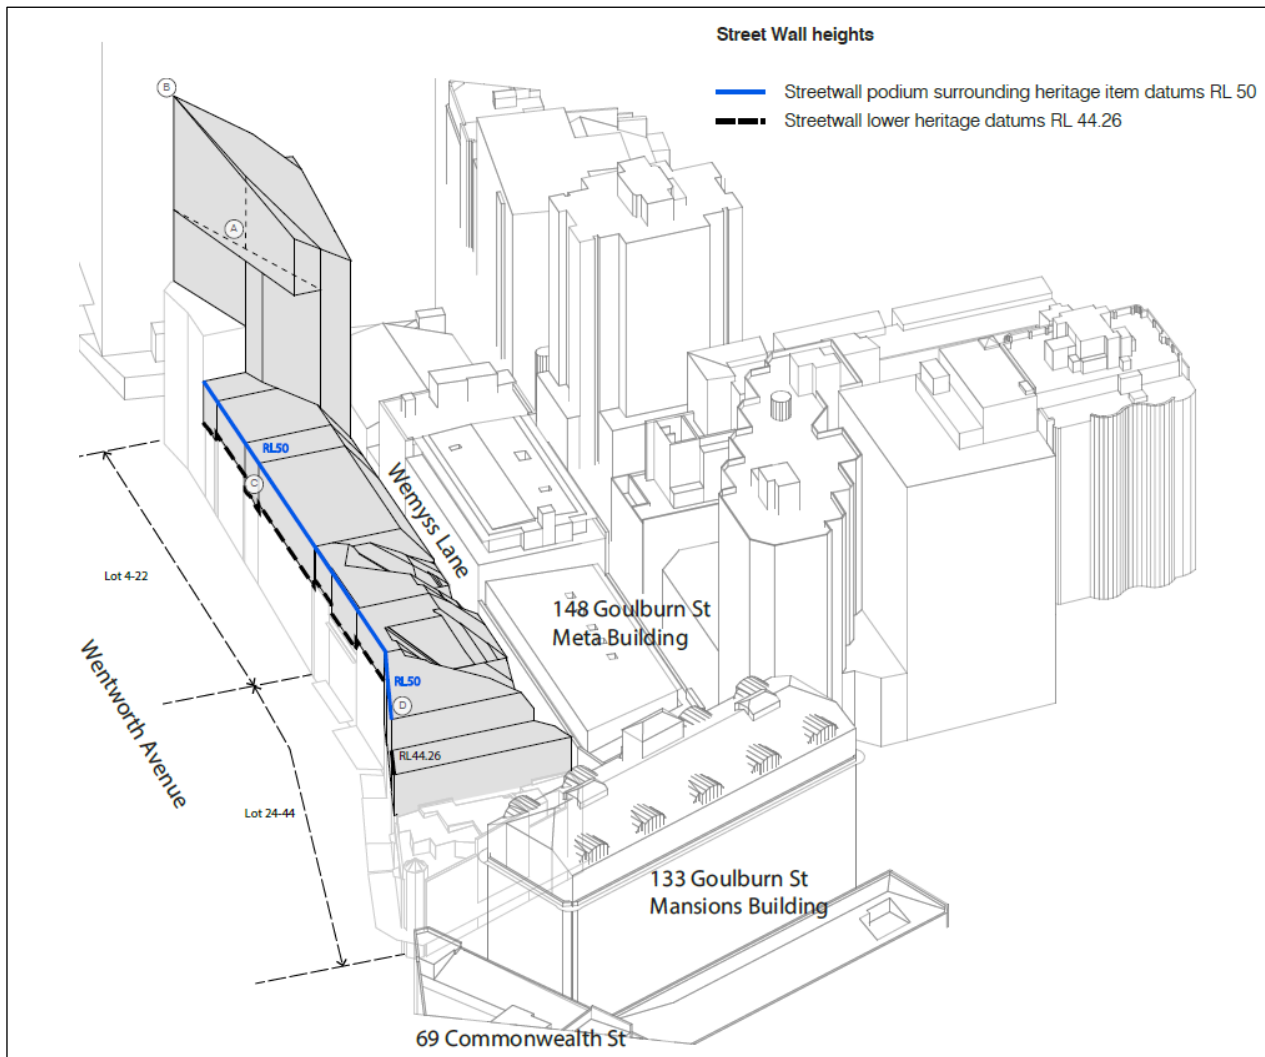 Street Wall heights
Streetwall podium surrounding heritage item datums RL 50
Streetwall lower heritage datums RL 44.26
B
A
RL50
C
Wemyss Lane
Lot 4-22
148 Goulburn St
Meta Building
Wentworth Avenue
RL50
D
RL44.26
Lot 24-44
133 Goulburn St
Mansions Building
69 Commonwealth St